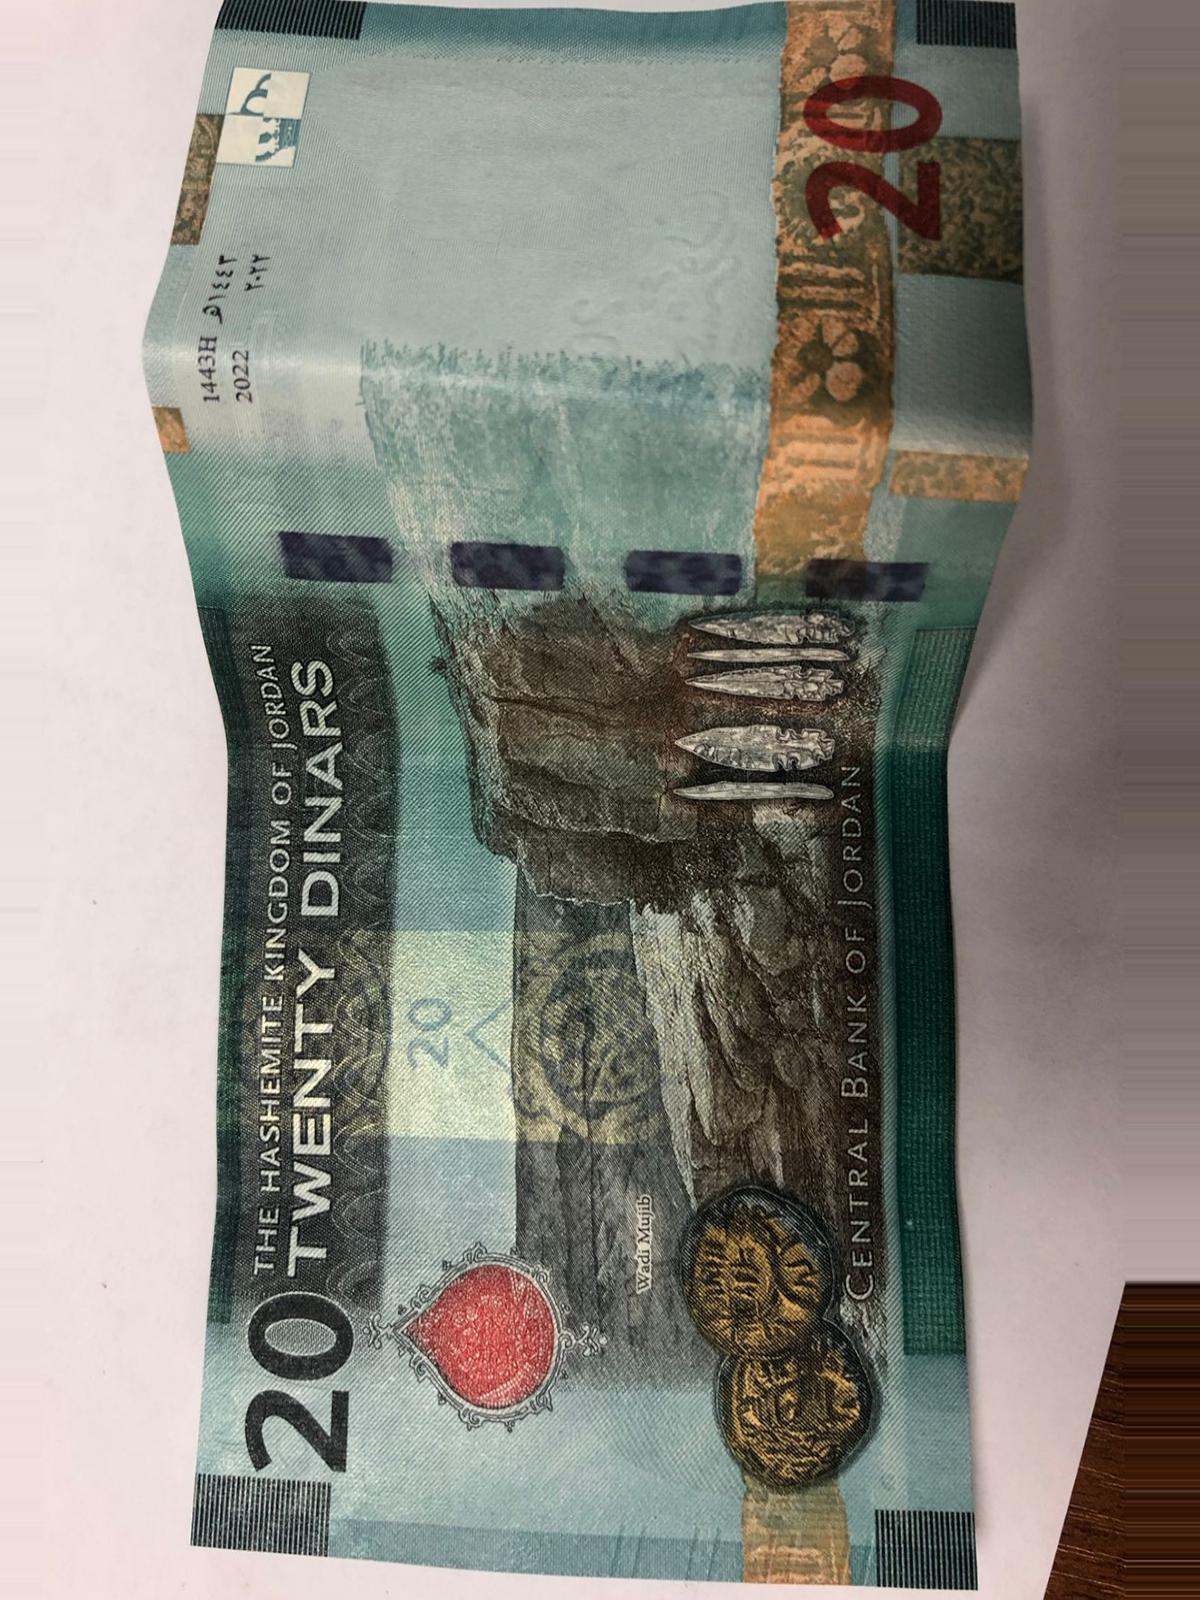 20
THE HASHEMITE KINGDOM OF JORDAN
TWENTY DINARS
1443H ١٤٤٣هـ
2022 ٢٠٢٢
20
Wadi Mujib
CENTRAL BANK OF JORDAN
20